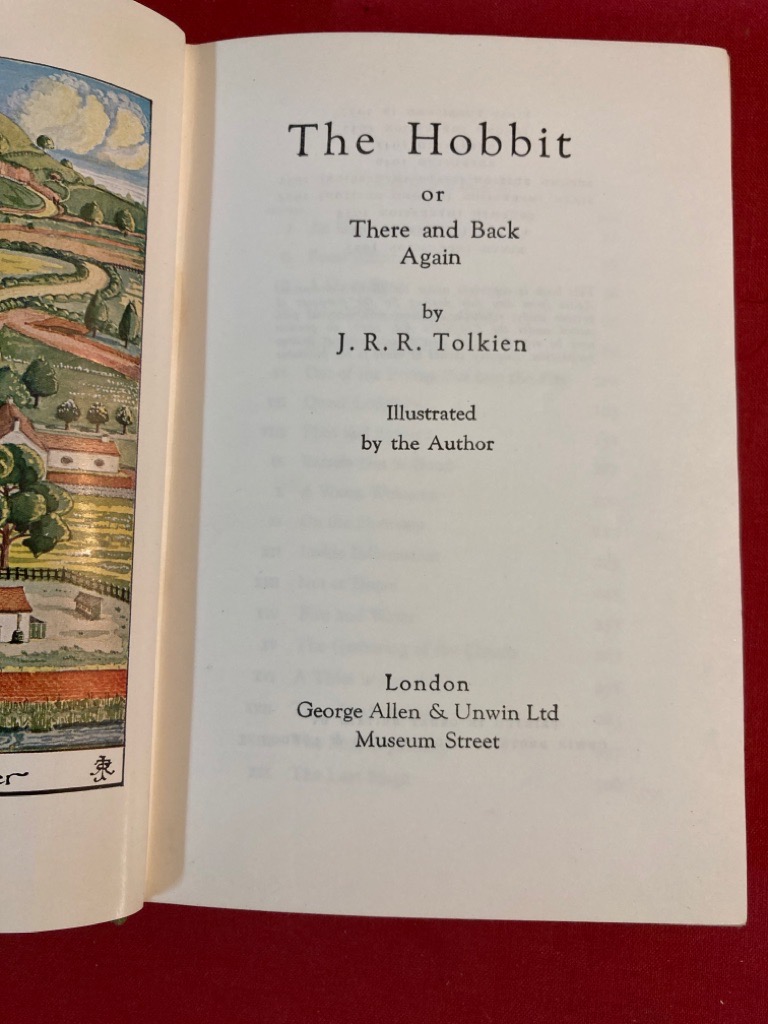 The Hobbit
or
There and Back
Again
by
J. R. R. Tolkien
Illustrated
by the Author
London
George Allen & Unwin Ltd
Museum Street